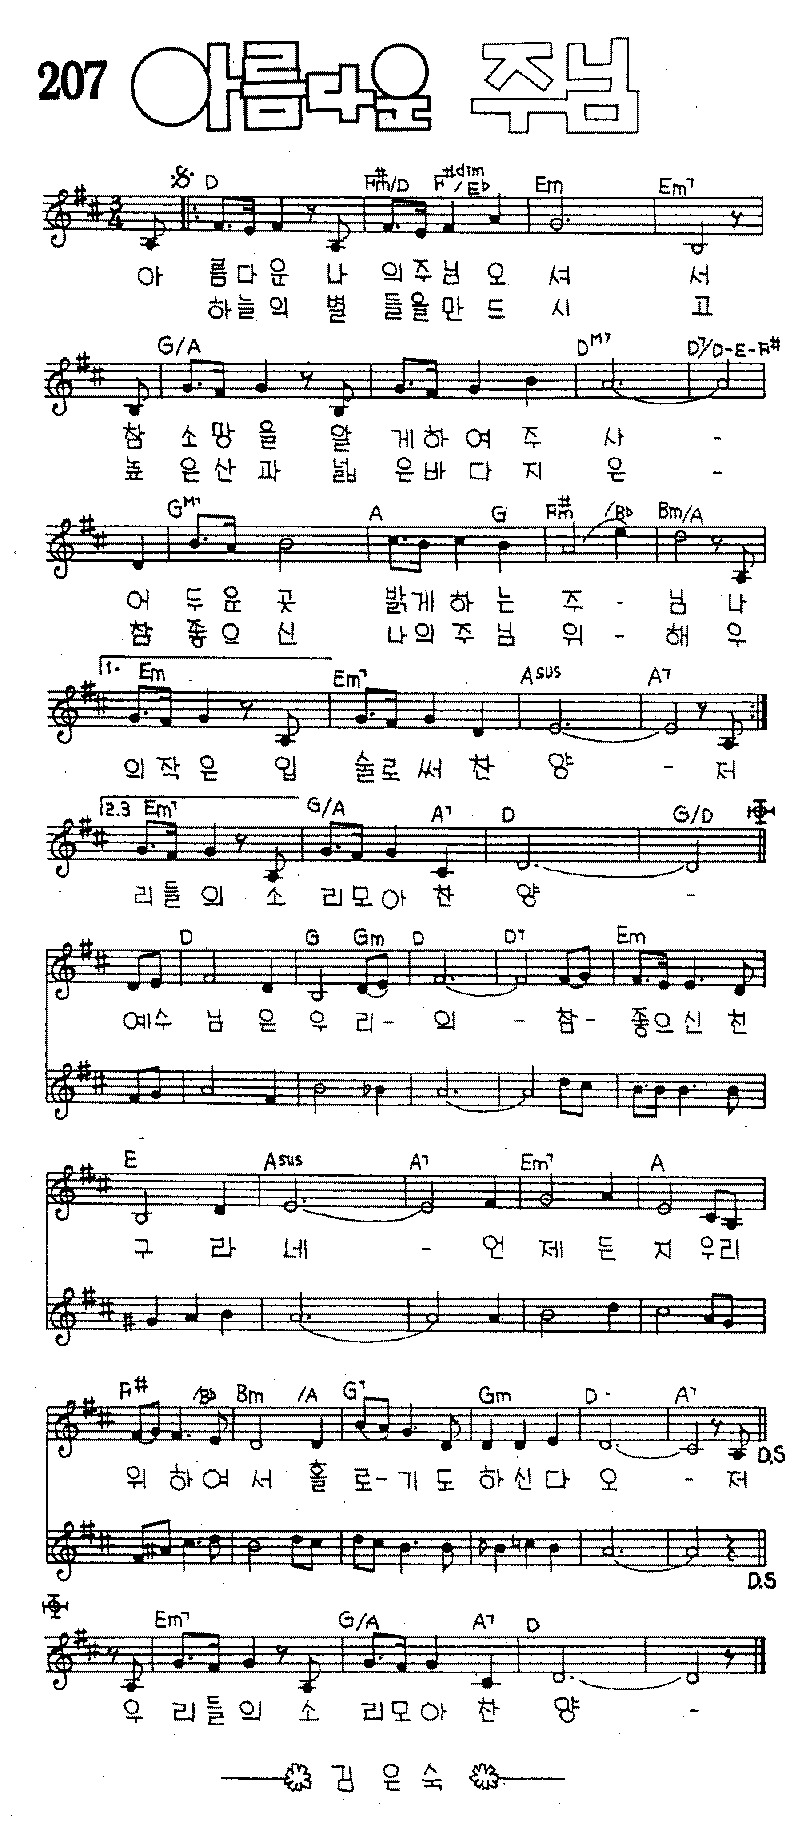 207 아름다운 주님
D F#m/D F#dim/E♭ Em Em7
아 름다운 나 의주님 오 셔 서
하늘의 별 들을만 드 시 고
G/A DM7 D7/D-E-F#
참 소망을 알 게하여 주 사 -
높 은산과 넓 은바다 지 은 -
GM7 A G F#m /B♭ Bm/A
어 두운 곳 밝게 하 는 주 - 님 나
참 좋으신 나의주님 위 - 해 우
1. Em Em7 Asus A7
의작은 입 술로써 찬 양 - 저
2.3 Em7 G/A A7 D G/D
리들의 소 리모아 찬 양 -
D G Gm D D7 Em
예수 님 은 우 리- 의 - 참- 좋으신 친
E Asus A7 Em7 A
구 라 네 - 언 제 든 지 우리
F# /B♭ Bm /A G7 Gm D A7
위 하여 서 홀 로-기 도 하신다 오 - 저
D.S
D.S
Em7 G/A A7 D
우 리들의 소 리모아 찬 양 -
김은숙